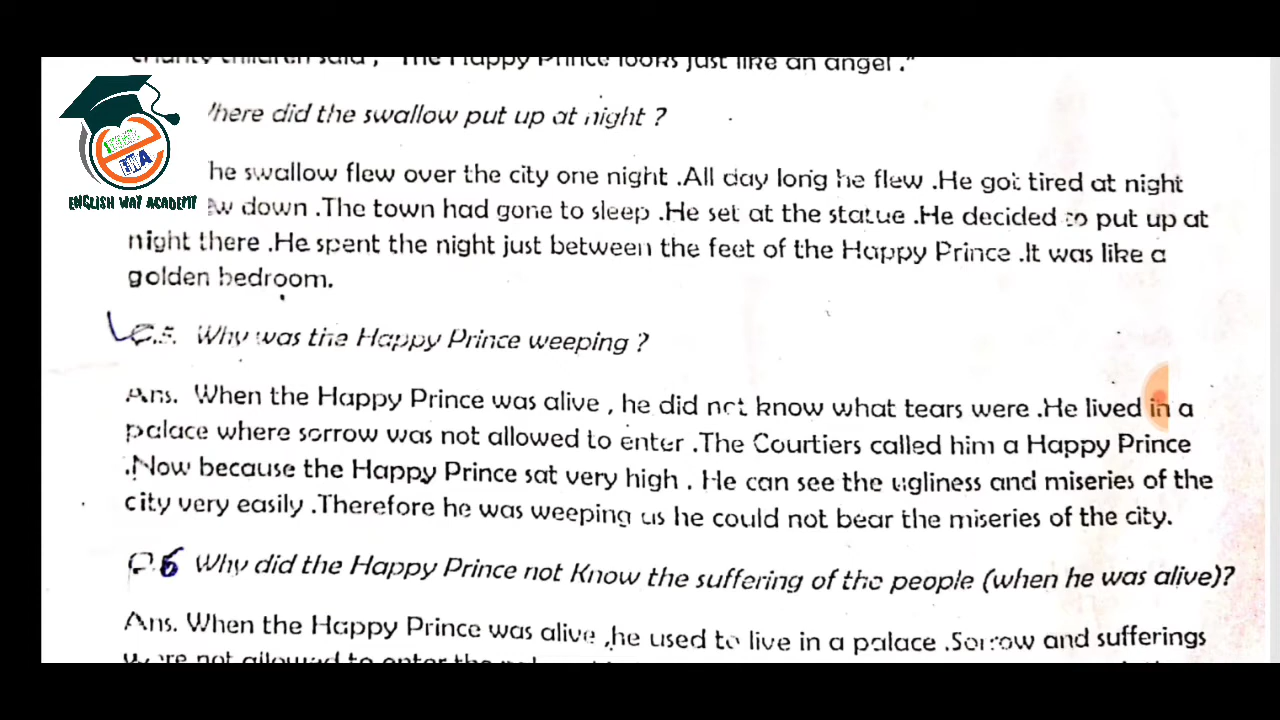 charity children said , "The Happy Prince looks just like an angel ."
here did the swallow put up at night ?
he swallow flew over the city one night .All day long he flew .He got tired at night
ENGLISH WAY ACADEMY
w down .The town had gone to sleep .He set at the statue .He decided to put up at
night there .He spent the night just between the feet of the Happy Prince .It was like a
golden bedroom.
Q.5. Why was the Happy Prince weeping ?
Ans. When the Happy Prince was alive , he did not know what tears were .He lived in a
palace where sorrow was not allowed to enter .The Courtiers called him a Happy Prince
.Now because the Happy Prince sat very high . He can see the ugliness and miseries of the
city very easily .Therefore he was weeping as he could not bear the miseries of the city.
Q.6 Why did the Happy Prince not Know the suffering of the people (when he was alive)?
Ans. When the Happy Prince was alive ,he used to live in a palace .Sorrow and sufferings
were not allowed to enter the